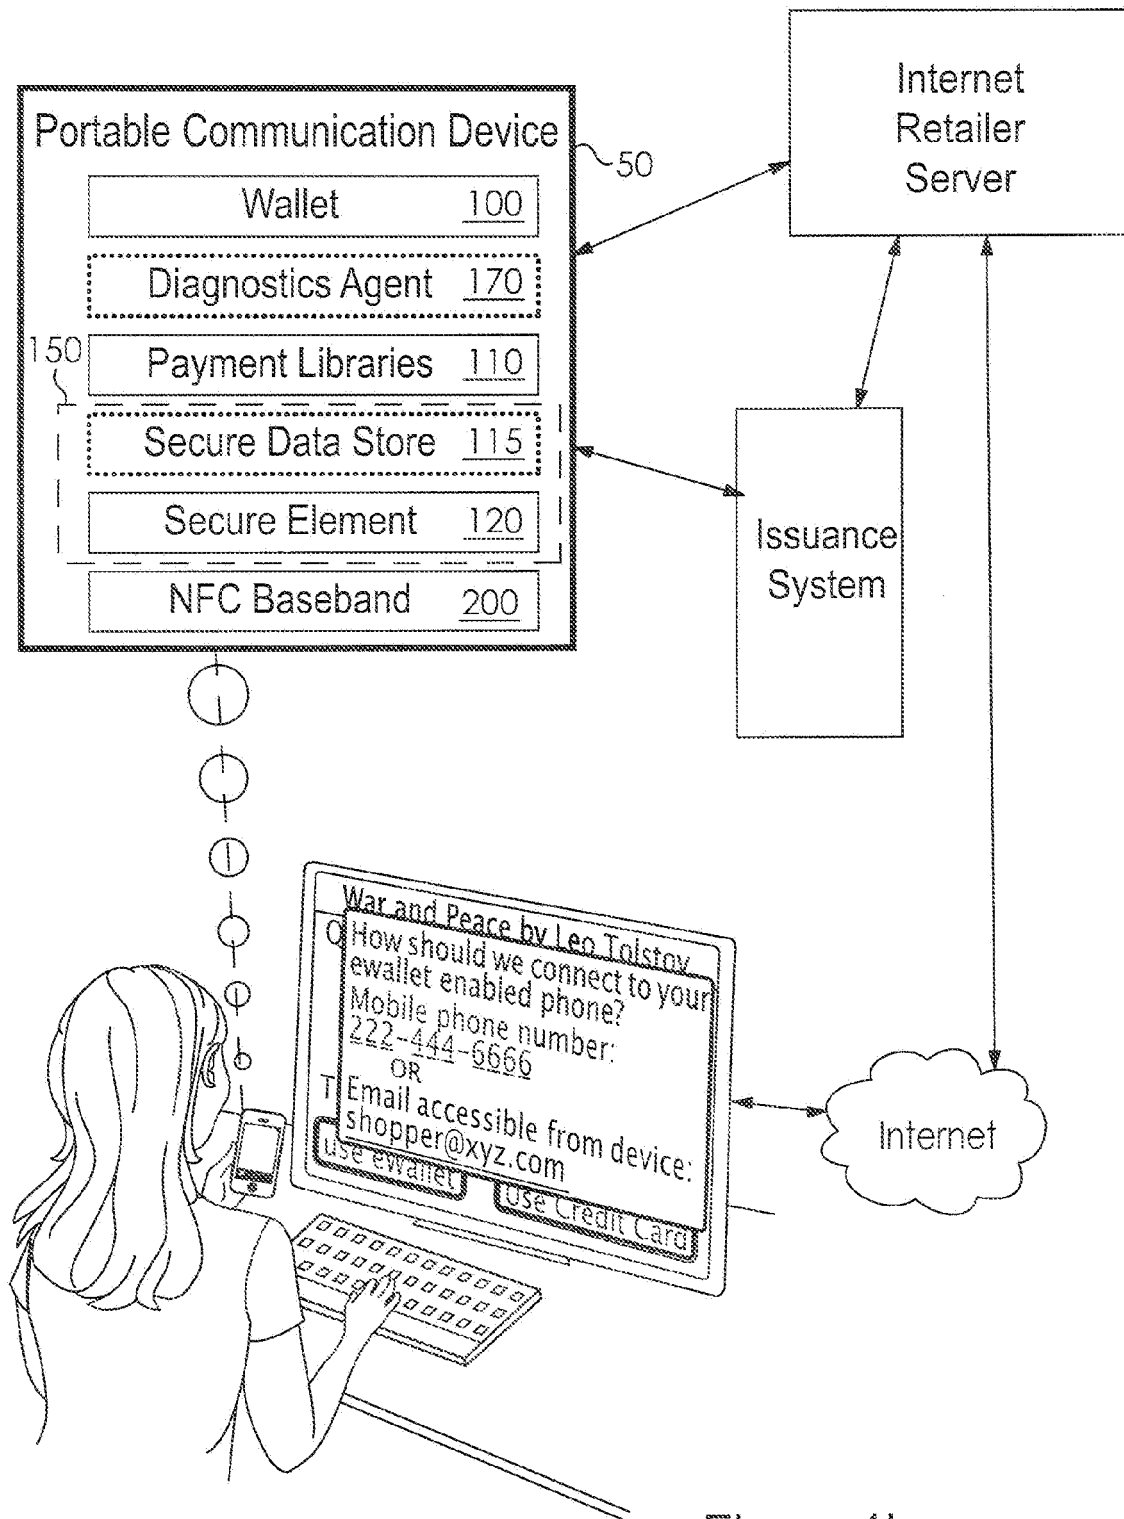 Internet
Retailer
Server
Portable Communication Device
50
Wallet 100
Diagnostics Agent 170
150
Payment Libraries 110
Secure Data Store 115
Secure Element 120
NFC Baseband 200
Issuance
System
War and Peace by Leo Tolstoy
How should we connect to your
ewallet enabled phone?
Mobile phone number:
222-444-6666
OR
Email accessible from device:
shopper@xyz.com
use ewallet
Use Credit Card
Internet